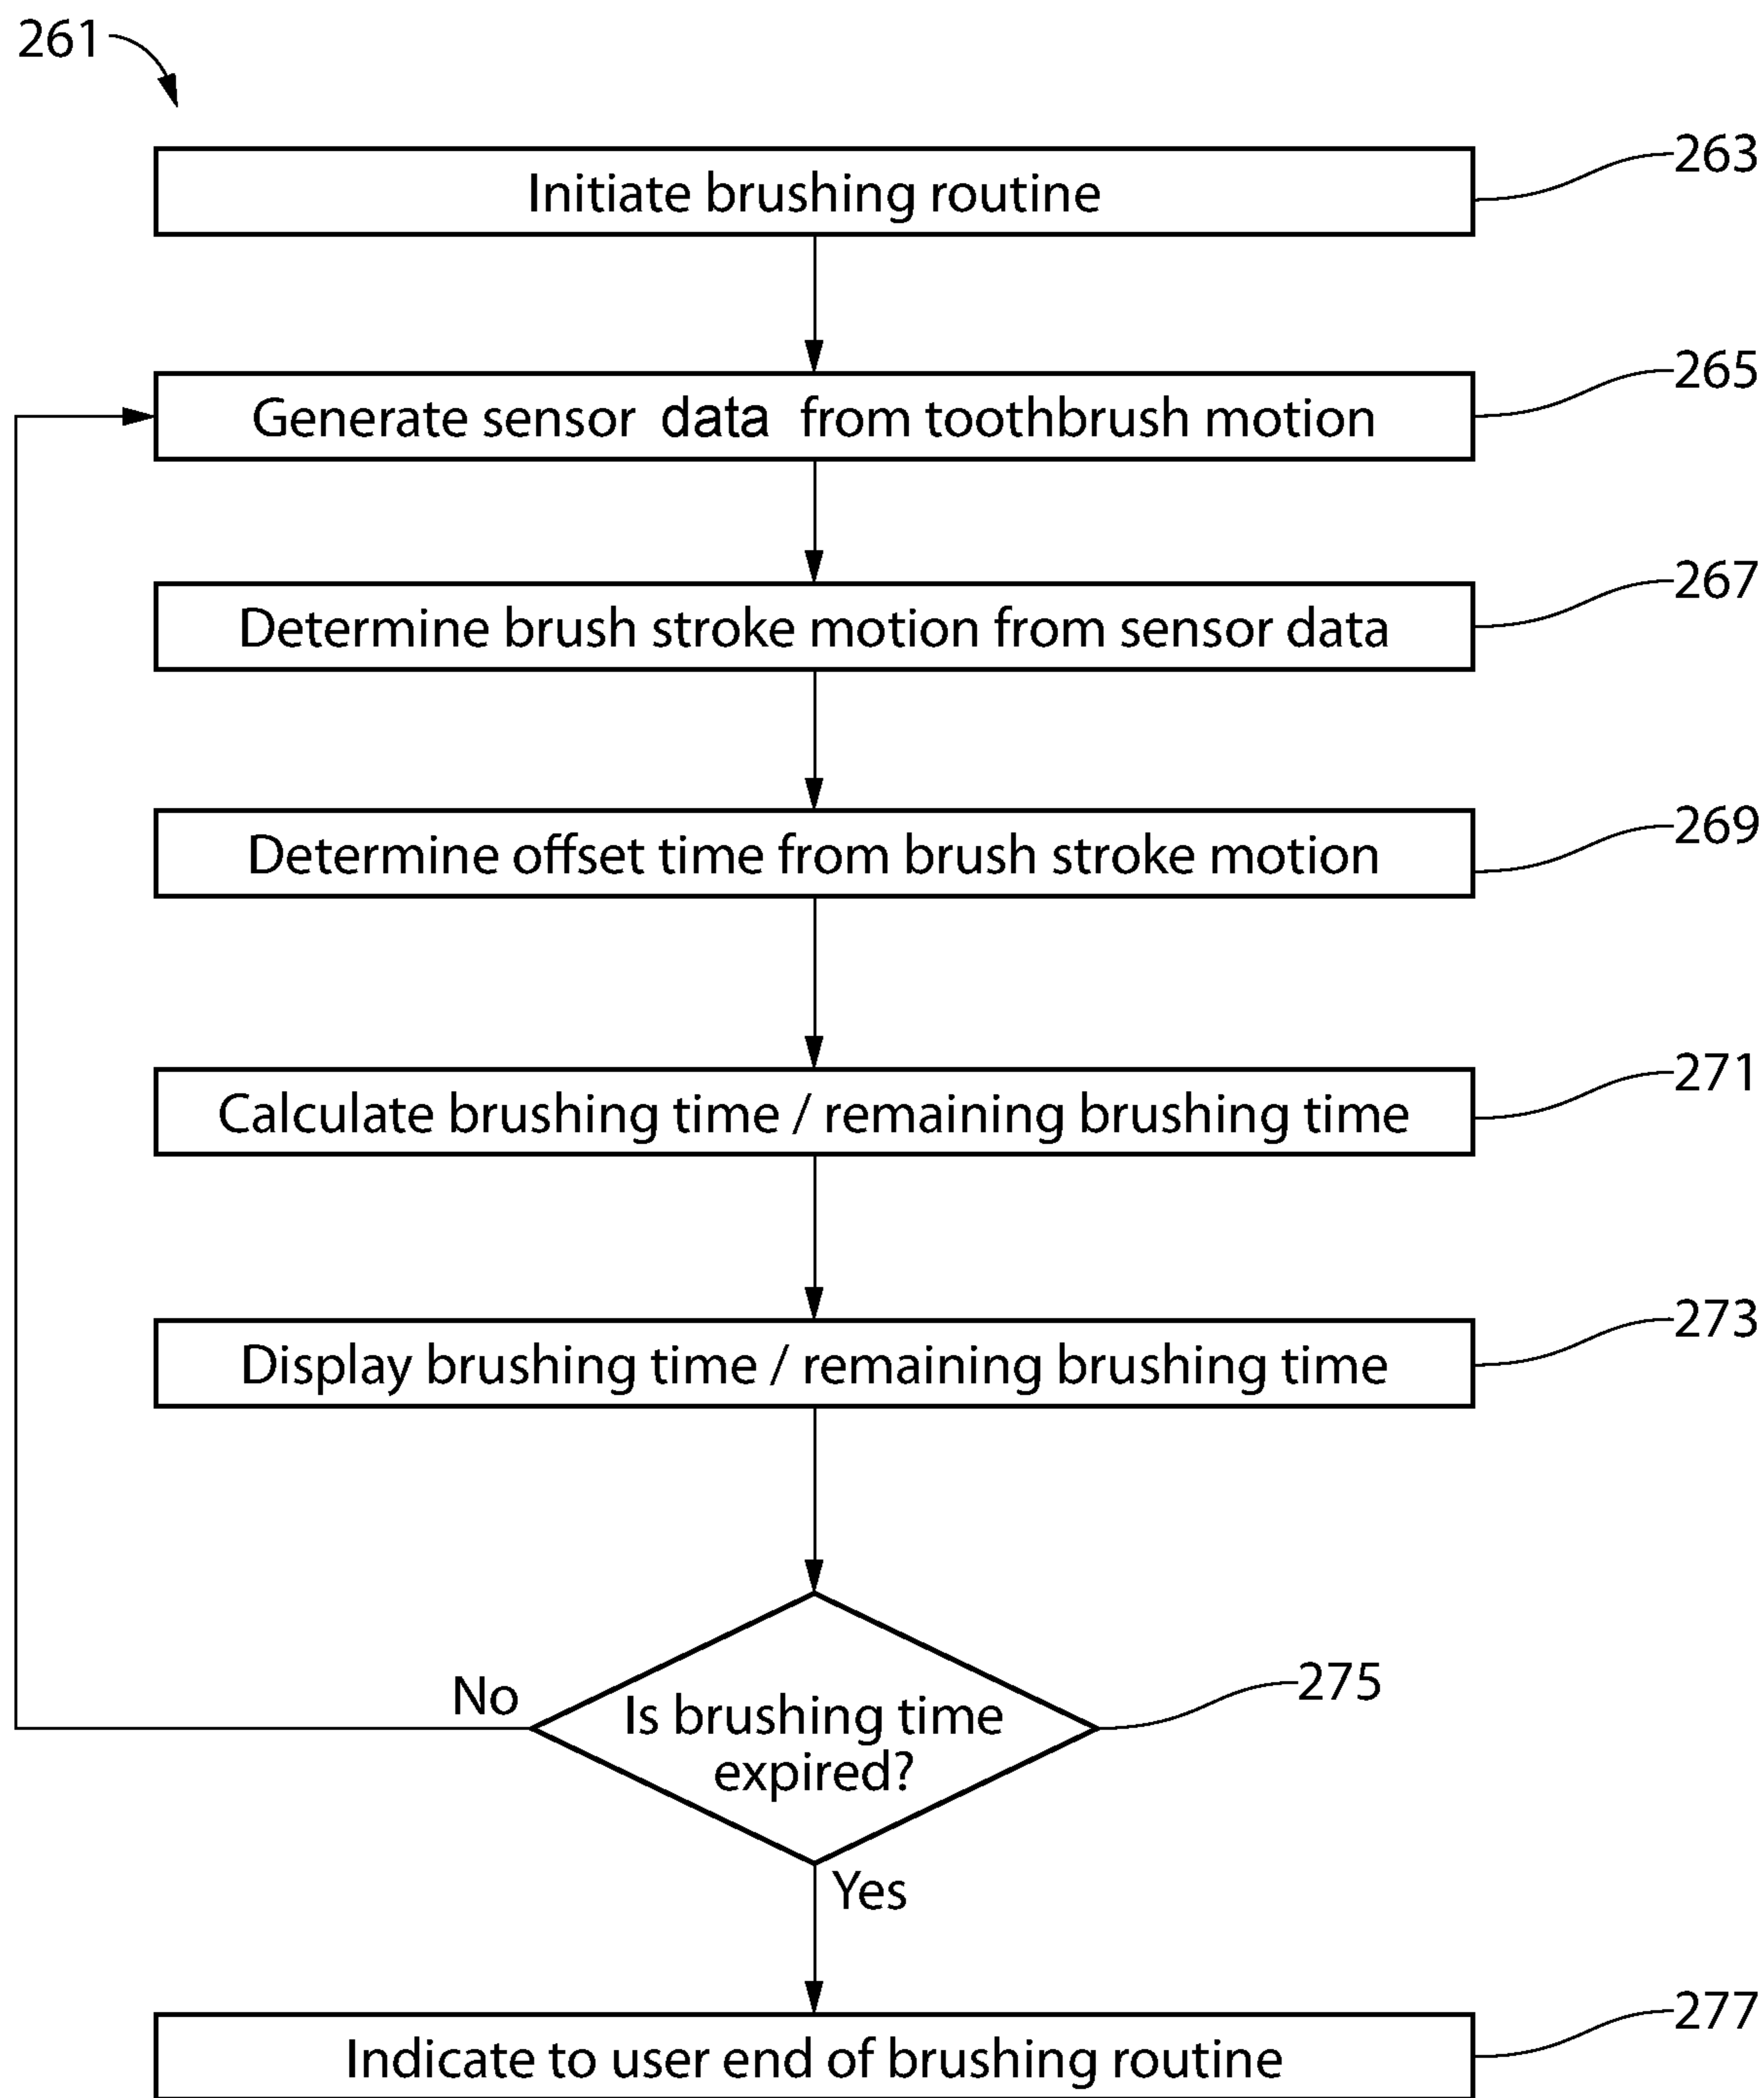 261
Initiate brushing routine
263
Generate sensor data from toothbrush motion
265
Determine brush stroke motion from sensor data
267
Determine offset time from brush stroke motion
269
Calculate brushing time / remaining brushing time
271
Display brushing time / remaining brushing time
273
No
Is brushing time
expired?
275
Yes
Indicate to user end of brushing routine
277